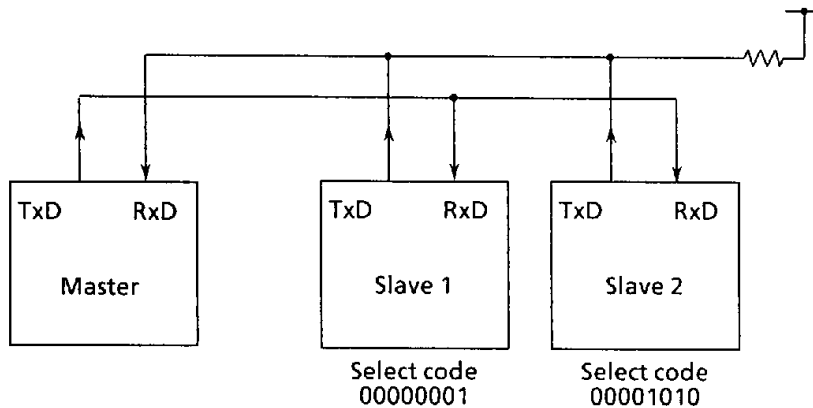 TxD RxD
Master
TxD RxD
Slave 1
Select code
00000001
TxD RxD
Slave 2
Select code
00001010